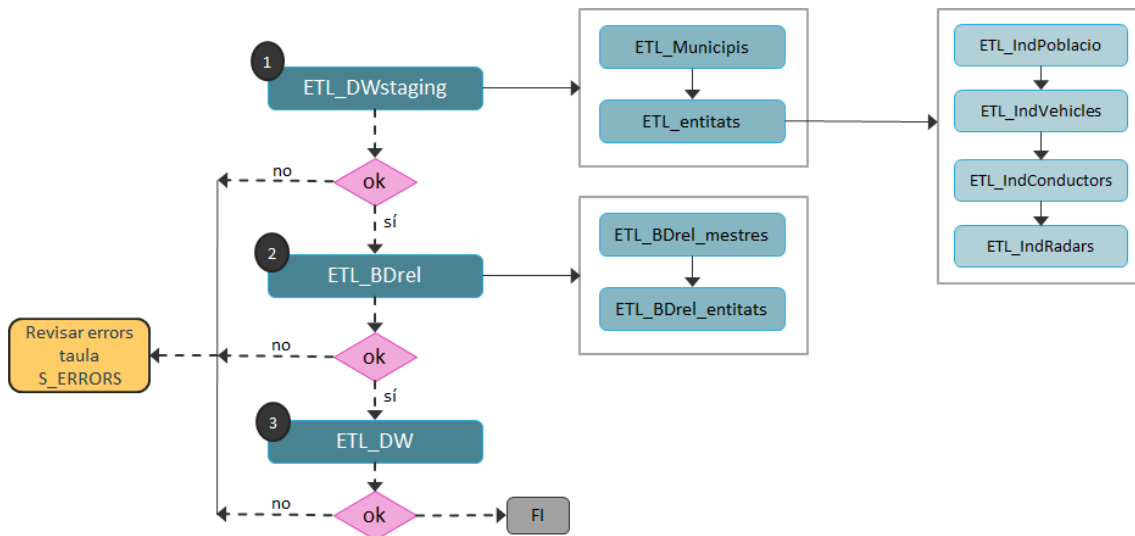 1
ETL_DWstaging
ETL_Municipis
ETL_entitats
ETL_IndPoblacio
ETL_IndVehicles
ETL_IndConductors
ETL_IndRadars
no
ok
sí
2
ETL_BDrel
ETL_BDrel_mestres
ETL_BDrel_entitats
Revisar errors
taula
S_ERRORS
no
ok
sí
3
ETL_DW
no
ok
FI